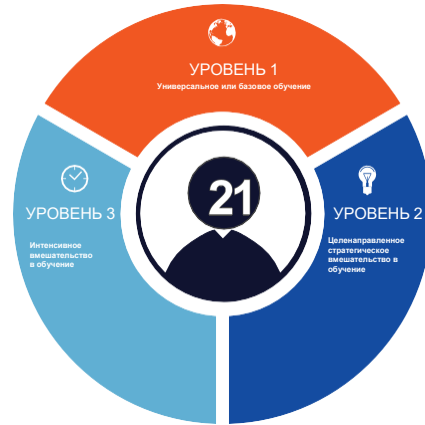 УРОВЕНЬ 1
Универсальное или базовое обучение
21
УРОВЕНЬ 3
Интенсивное
вмешательство
в обучение
УРОВЕНЬ 2
Целенаправленное
стратегическое
вмешательство в
обучение